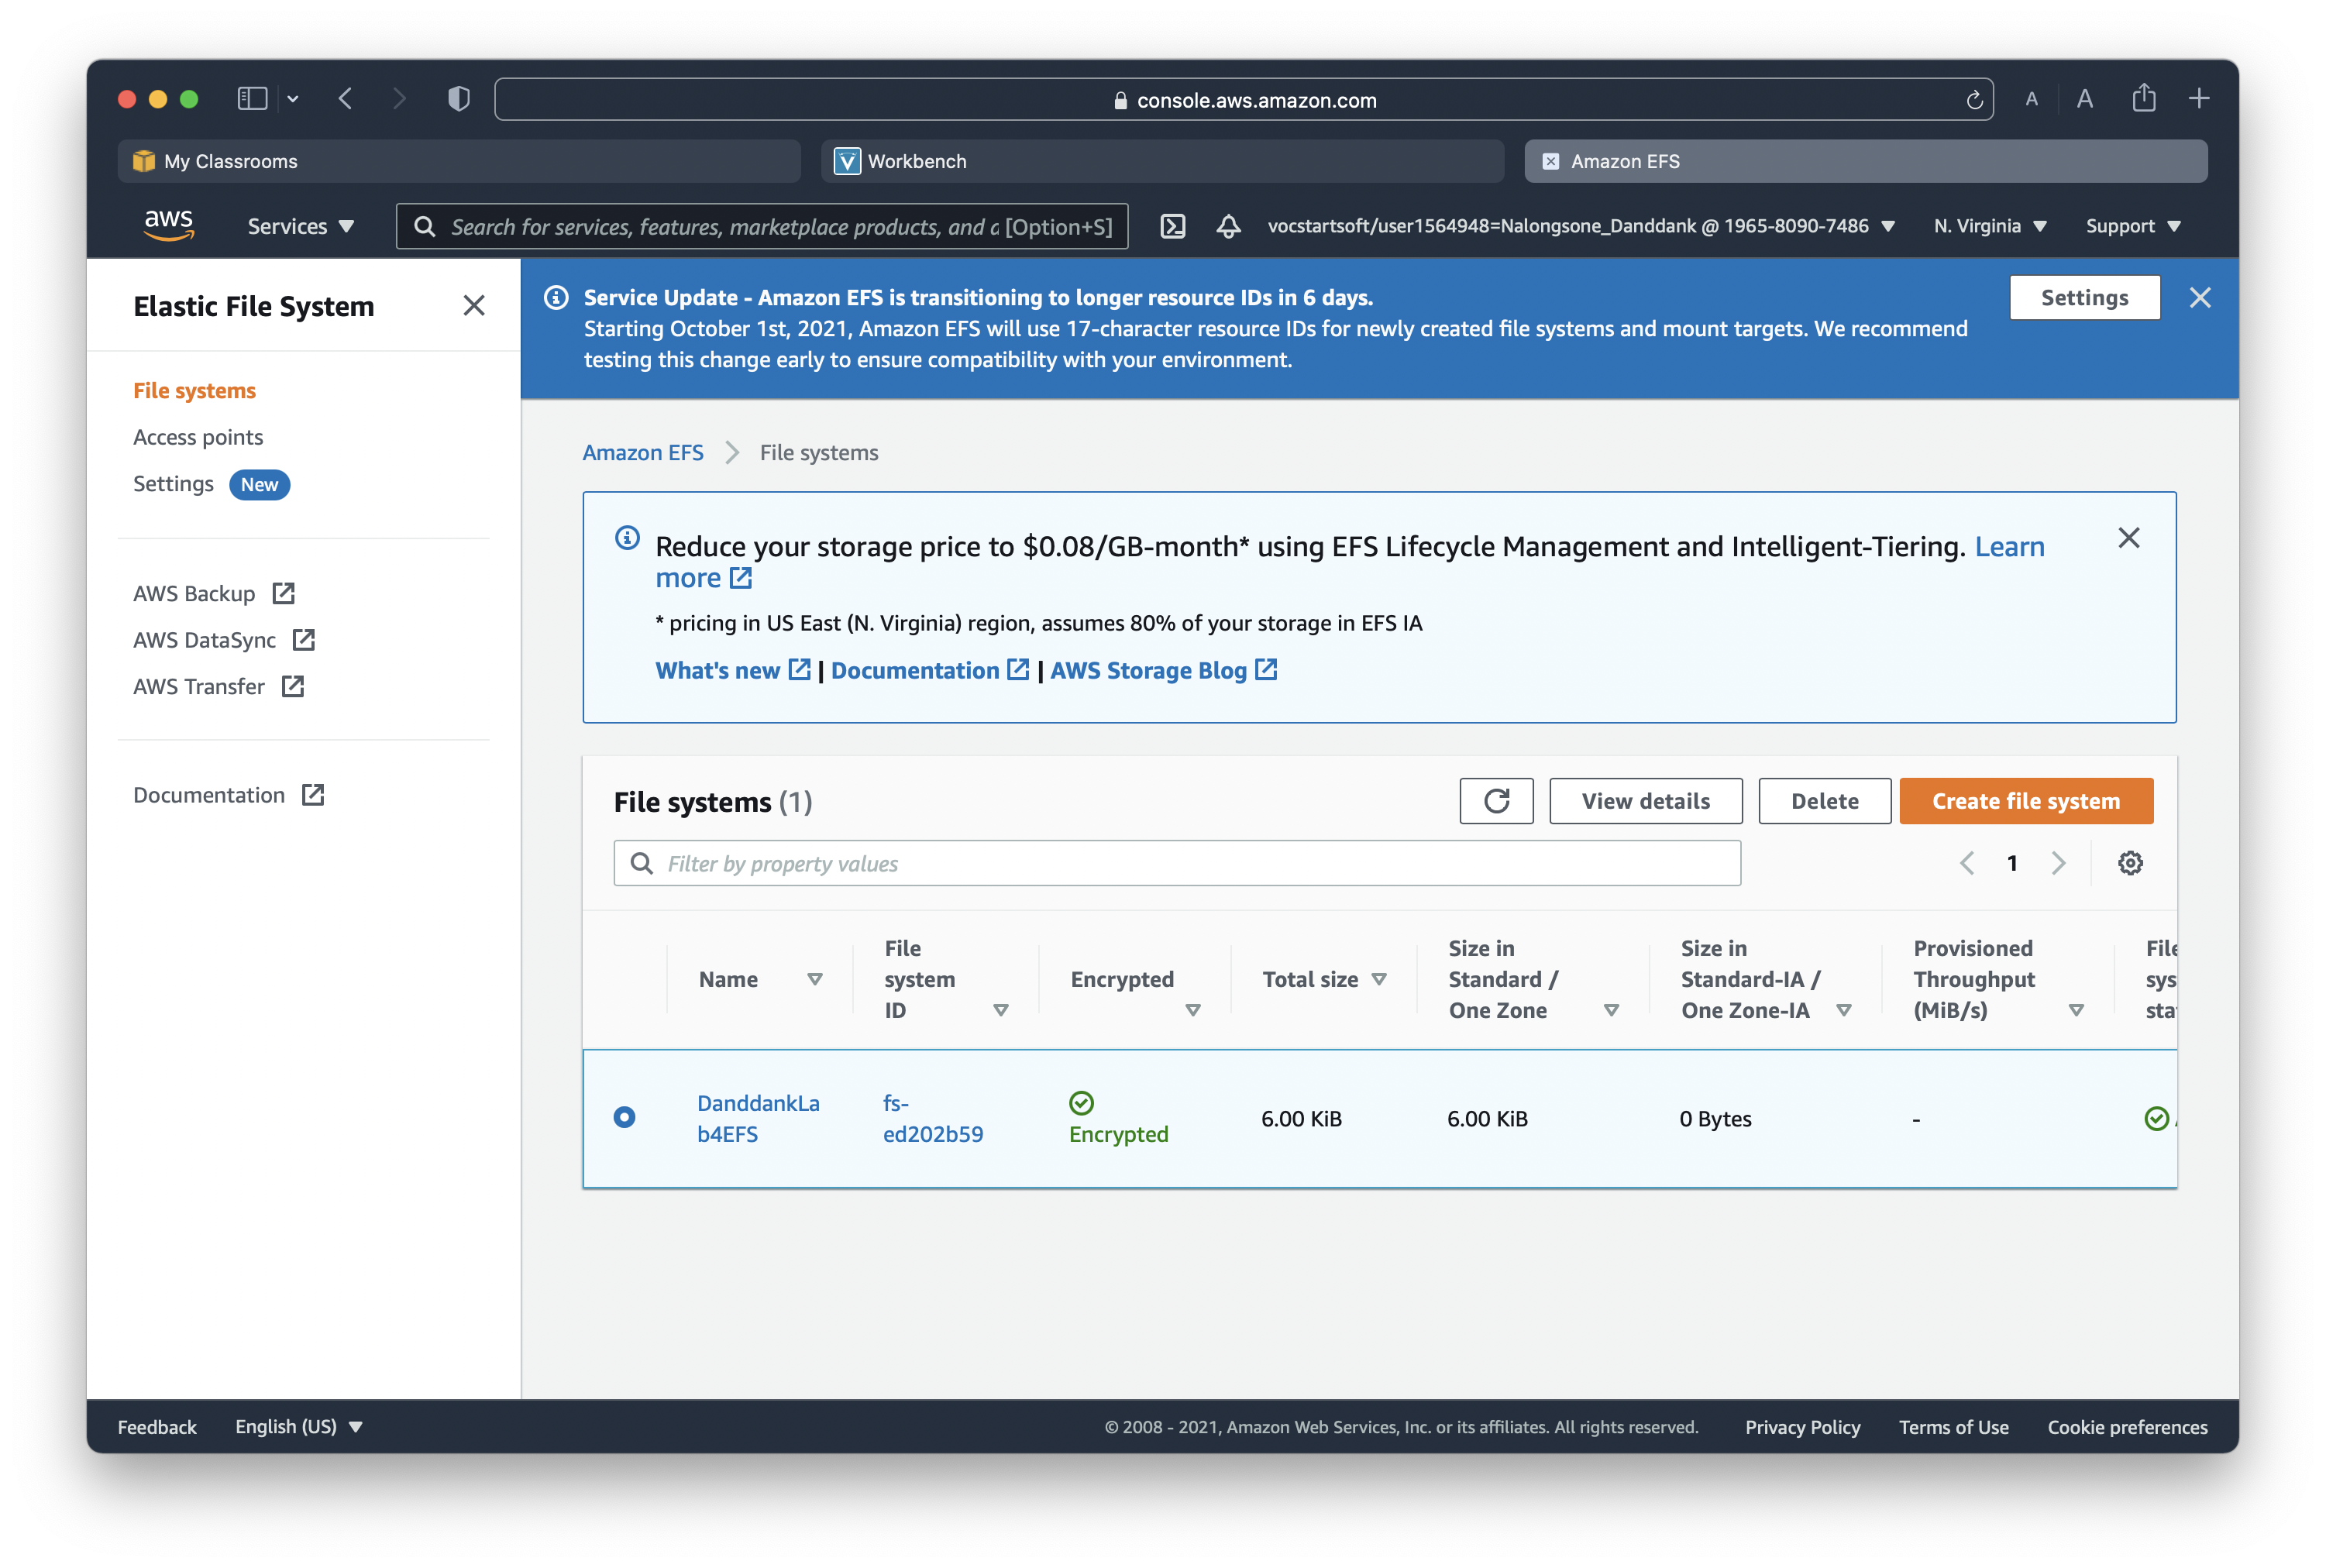 console.aws.amazon.com
A
A
My Classrooms
Workbench
Amazon EFS
aws
Services
Search for services, features, marketplace products, and
[Option+S]
vocstartsoft/user1564948=Nalongsone_Danddank @ 1965-8090-7486
N. Virginia
Support
Elastic File System
File systems
Access points
Settings New
AWS Backup
AWS DataSync
AWS Transfer
Documentation
Service Update - Amazon EFS is transitioning to longer resource IDs in 6 days.
Starting October 1st, 2021, Amazon EFS will use 17-character resource IDs for newly created file systems and mount targets. We recommend
testing this change early to ensure compatibility with your environment.
Settings
Amazon EFS
File systems
Reduce your storage price to $0.08/GB-month* using EFS Lifecycle Management and Intelligent-Tiering. Learn
more
* pricing in US East (N. Virginia) region, assumes 80% of your storage in EFS IA
What's new | Documentation | AWS Storage Blog
File systems (1)
View details
Delete
Create file system
Filter by property values
1
Name
File
system
ID
Encrypted
Total size
Size in
Standard /
One Zone
Size in
Standard-IA /
One Zone-IA
Provisioned
Throughput
(MiB/s)
File
sys
sta
DanddankLa
b4EFS
fs-
ed202b59
Encrypted
6.00 KiB
6.00 KiB
0 Bytes
-
Feedback
English (US)
© 2008 - 2021, Amazon Web Services, Inc. or its affiliates. All rights reserved.
Privacy Policy
Terms of Use
Cookie preferences